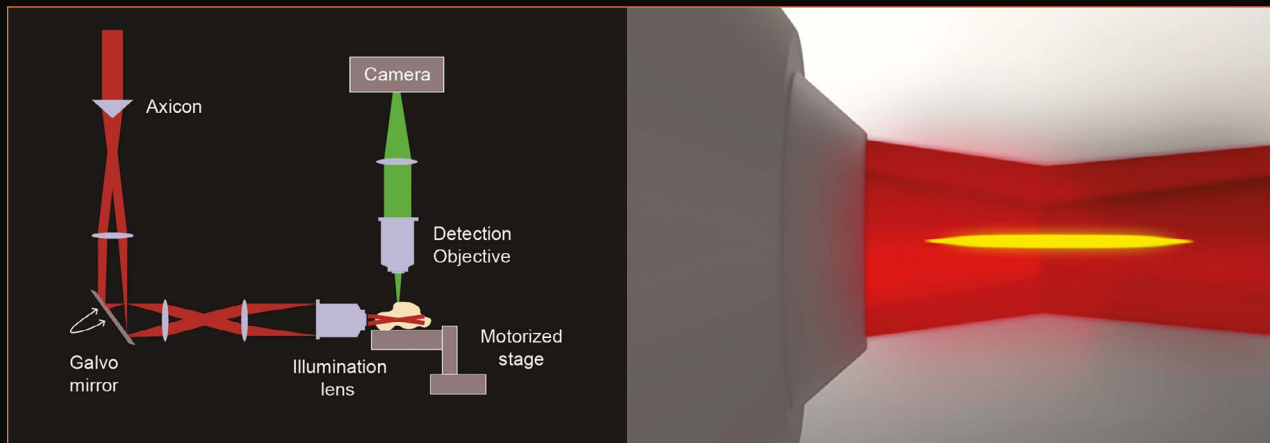 Axicon
Camera
Detection
Objective
Galvo
mirror
Illumination
lens
Motorized
stage